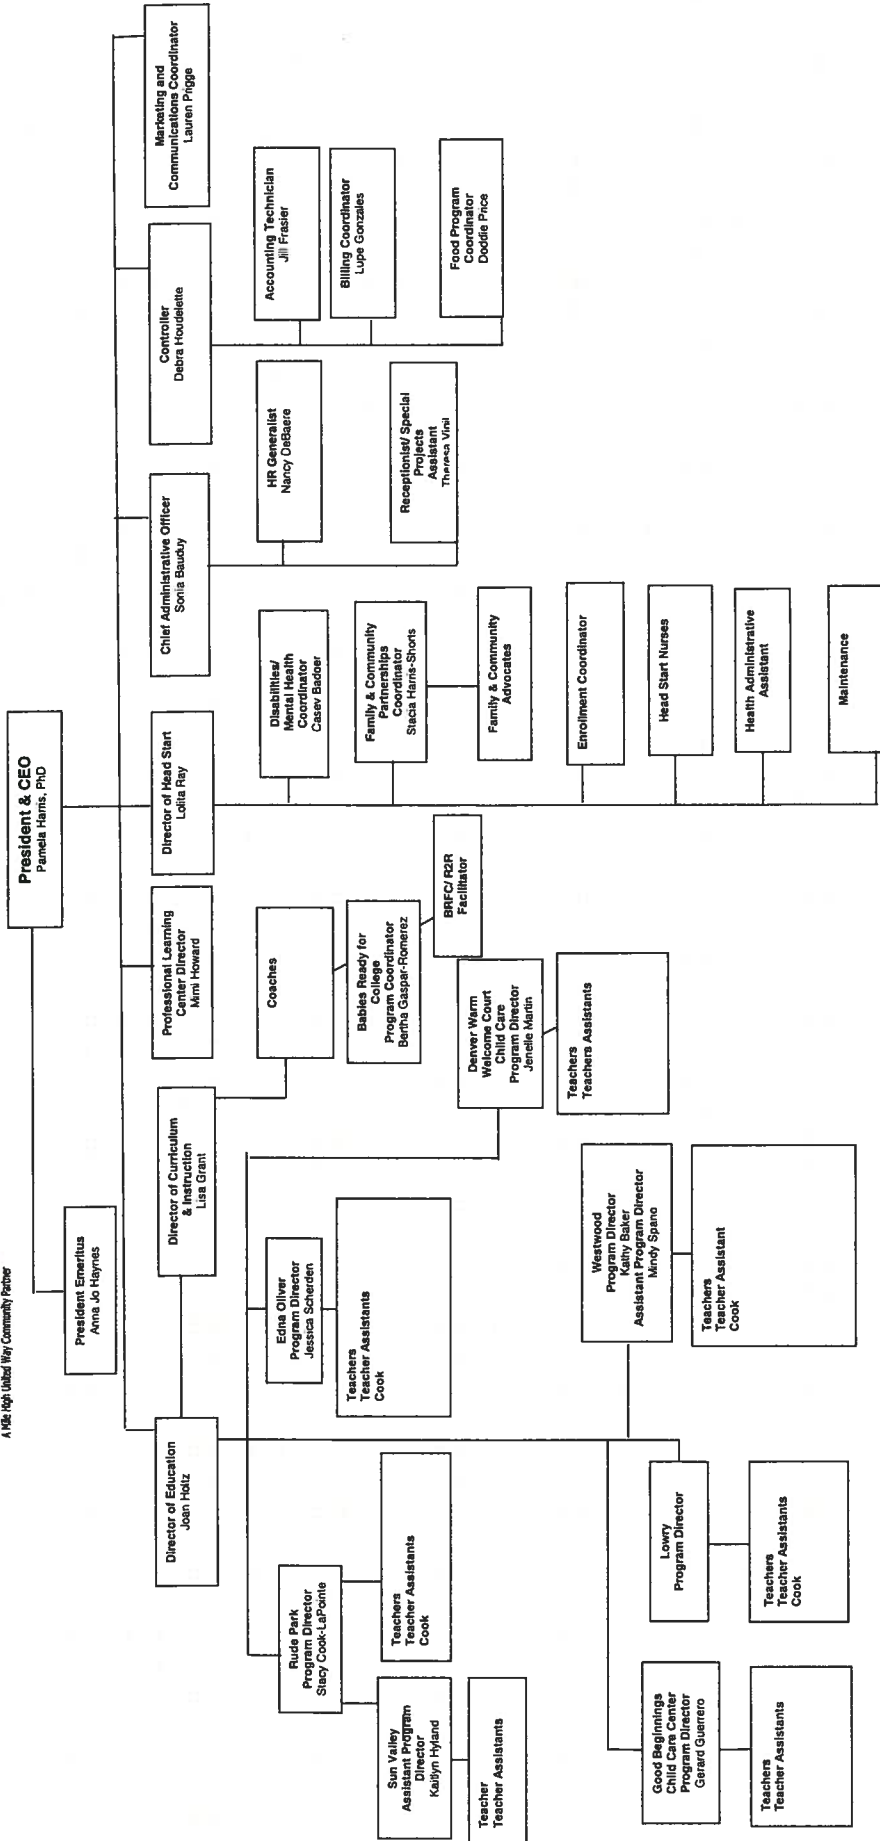 A Mile High United Way Community Partner
President & CEO
Pamela Harris, PhD
President Emeritus
Anna Jo Haynes
Director of Education
Joan Holtz
Director of Curriculum
& Instruction
Lisa Grant
Professional Learning
Center Director
Mimi Howard
Director of Head Start
Lolita Ray
Chief Administrative Officer
Sonia Bauduy
Controller
Debra Houdelette
Marketing and
Communications Coordinator
Lauren Prigge
Rude Park
Program Director
Stacy Cook-LaPointe
Sun Valley
Assistant Program
Director
Kaitlyn Hyland
Teacher
Teacher Assistants
Teachers
Teacher Assistants
Cook
Edna Oliver
Program Director
Jessica Scherden
Teachers
Teacher Assistants
Cook
Coaches
Babies Ready for
College
Program Coordinator
Bertha Gaspar-Romerez
BRFC/ R2R
Facilitator
Denver Warm
Welcome Court
Child Care
Program Director
Jenelle Martin
Teachers
Teachers Assistants
Good Beginnings
Child Care Center
Program Director
Gerard Guerrero
Teachers
Teacher Assistants
Lowry
Program Director
Teachers
Teacher Assistants
Cook
Westwood
Program Director
Kathy Baker
Assistant Program Director
Mindy Spano
Teachers
Teacher Assistant
Cook
Disabilities/
Mental Health
Coordinator
Casey Badoer
Family & Community
Partnerships
Coordinator
Stacia Harris-Shorts
Family & Community
Advocates
Enrollment Coordinator
Head Start Nurses
Health Administrative
Assistant
Maintenance
HR Generalist
Nancy DeBaere
Receptionist/ Special
Projects
Assistant
Theresa Vinil
Accounting Technician
Jill Frasier
Billing Coordinator
Lupe Gonzales
Food Program
Coordinator
Doddie Price